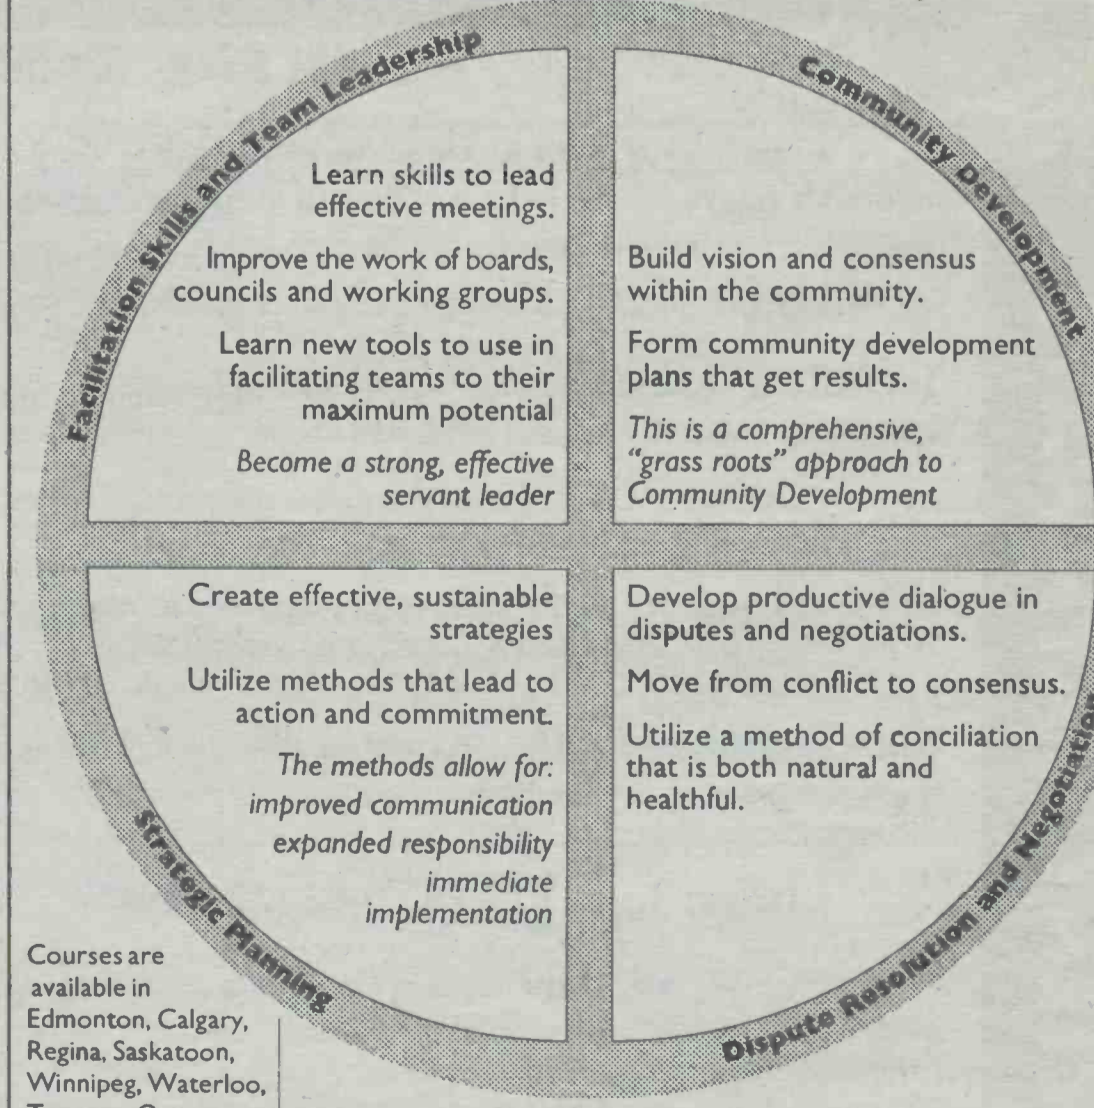 Facilitation Skills and Team Leadership
Learn skills to lead
effective meetings.
Improve the work of boards,
councils and working groups.
Learn new tools to use in
facilitating teams to their
maximum potential
Become a strong, effective
servant leader
Community Development
Build vision and consensus
within the community.
Form community development
plans that get results.
This is a comprehensive,
"grass roots" approach to
Community Development
Strategic Planning
Create effective, sustainable
strategies
Utilize methods that lead to
action and commitment.
The methods allow for:
improved communication
expanded responsibility
immediate
implementation
Dispute Resolution and Negotiation
Develop productive dialogue in
disputes and negotiations.
Move from conflict to consensus.
Utilize a method of conciliation
that is both natural and
healthful.
Courses are
available in
Edmonton, Calgary,
Regina, Saskatoon,
Winnipeg, Waterloo,